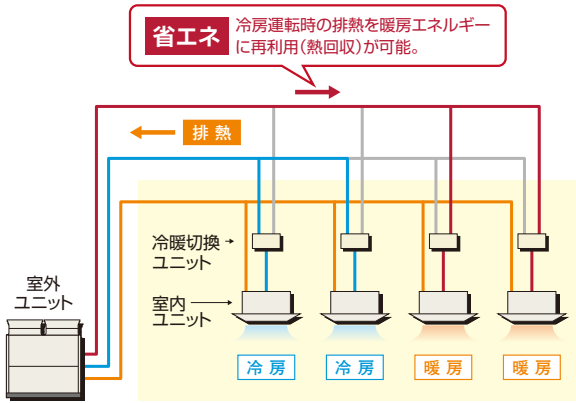 省エネ
冷房運転時の排熱を暖房エネルギー
に再利用(熱回収)が可能。
排熱
冷暖切換
ユニット
室外
ユニット
室内
ユニット
冷房
冷房
暖房
暖房